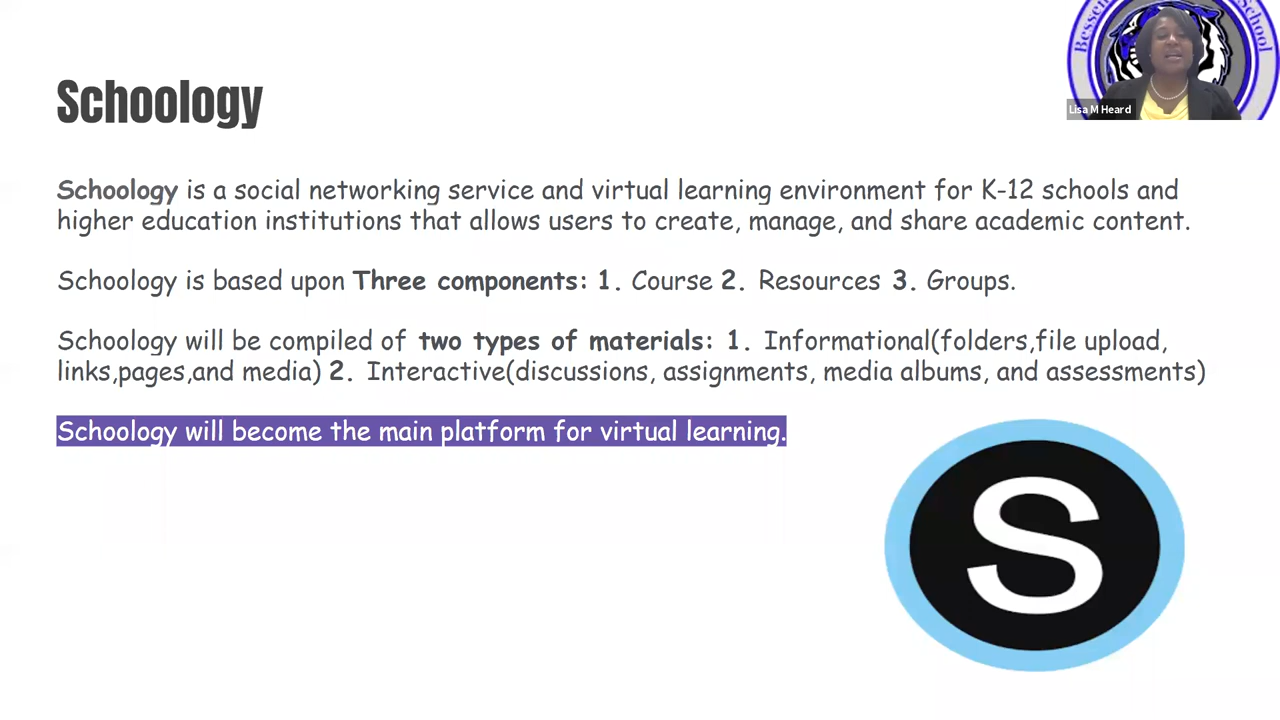 Schoology
Lisa M Heard
Schoology is a social networking service and virtual learning environment for K-12 schools and
higher education institutions that allows users to create, manage, and share academic content.
Schoology is based upon Three components: 1. Course 2. Resources 3. Groups.
Schoology will be compiled of two types of materials: 1. Informational(folders,file upload,
links,pages,and media) 2. Interactive(discussions, assignments, media albums, and assessments)
Schoology will become the main platform for virtual learning.
S